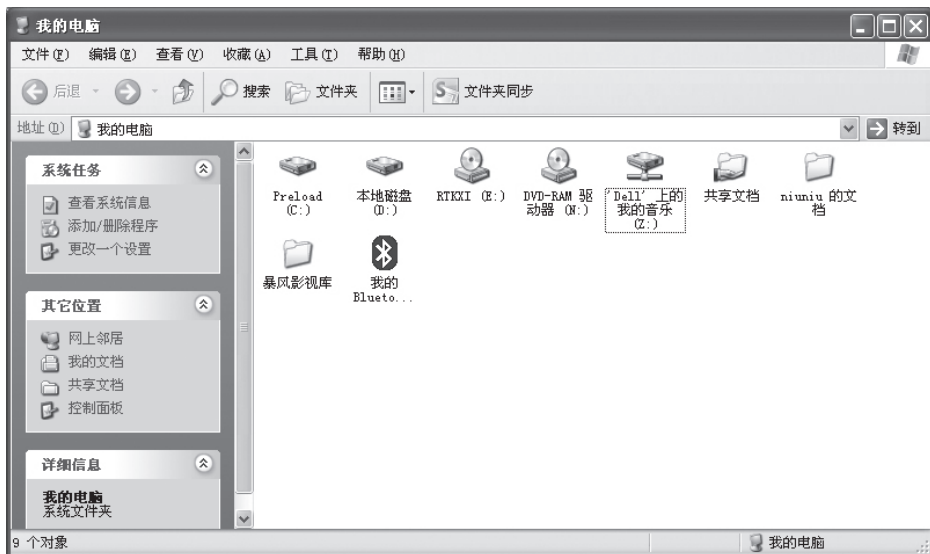 我的电脑
文件(F) 编辑(E) 查看(V) 收藏(A) 工具(T) 帮助(H)
后退 搜索 文件夹 文件夹同步
地址(D) 我的电脑 转到
系统任务
查看系统信息
添加/删除程序
更改一个设置
其它位置
网上邻居
我的文档
共享文档
控制面板
详细信息
我的电脑
系统文件夹
Preload
(C:)
本地磁盘
(D:)
RTKXI (E:)
DVD-RAM 驱
动器 (N:)
'Dell' 上的
我的音乐
(Z:)
共享文档
niuniu 的文
档
暴风影视库
我的
Blueto...
9 个对象 我的电脑